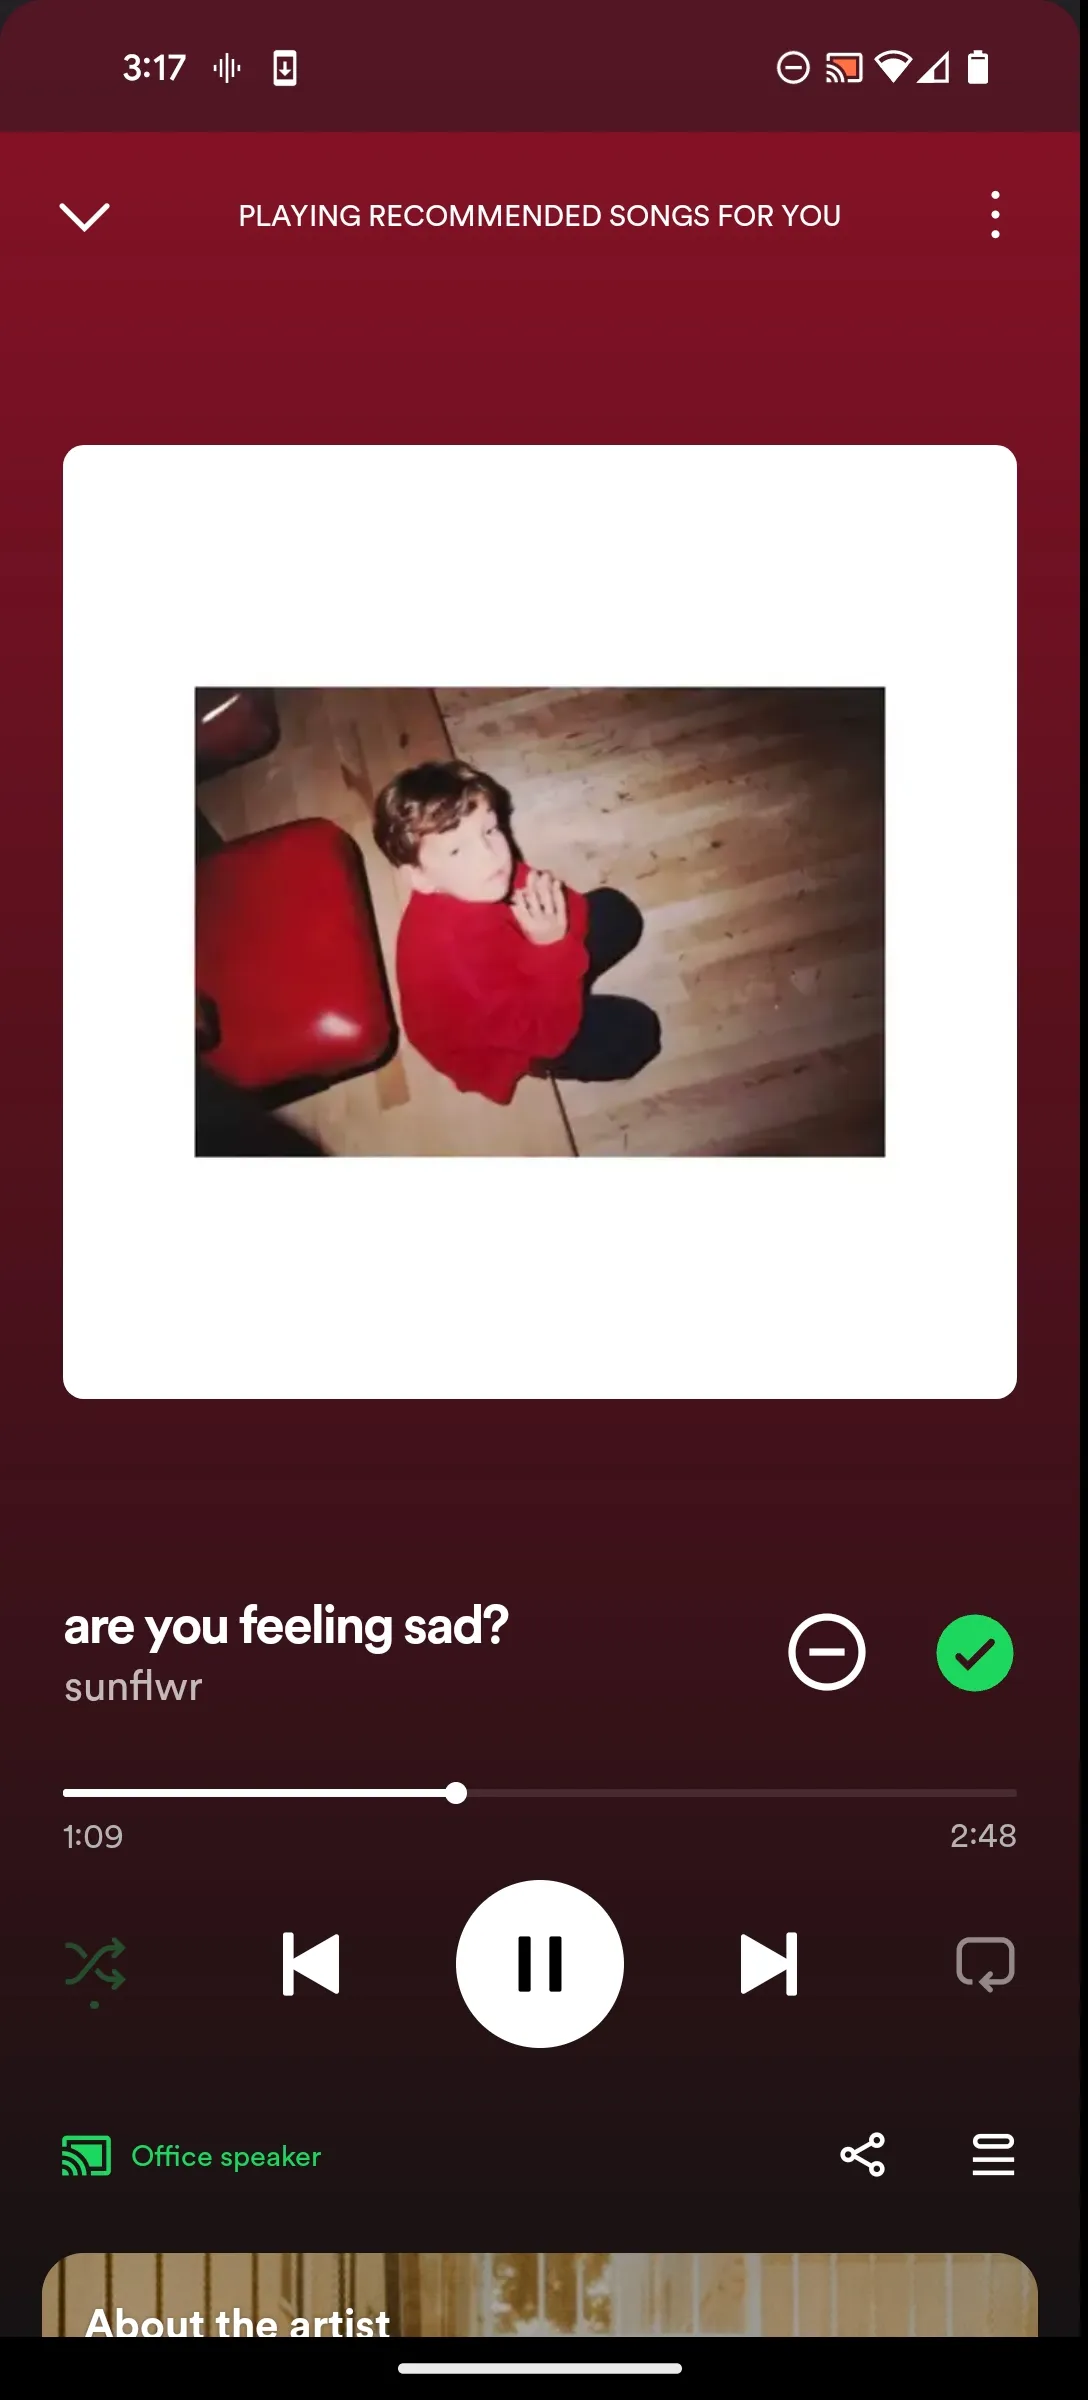 3:17
PLAYING RECOMMENDED SONGS FOR YOU
are you feeling sad?
sunflwr
1:09
2:48
Office speaker
About the artist